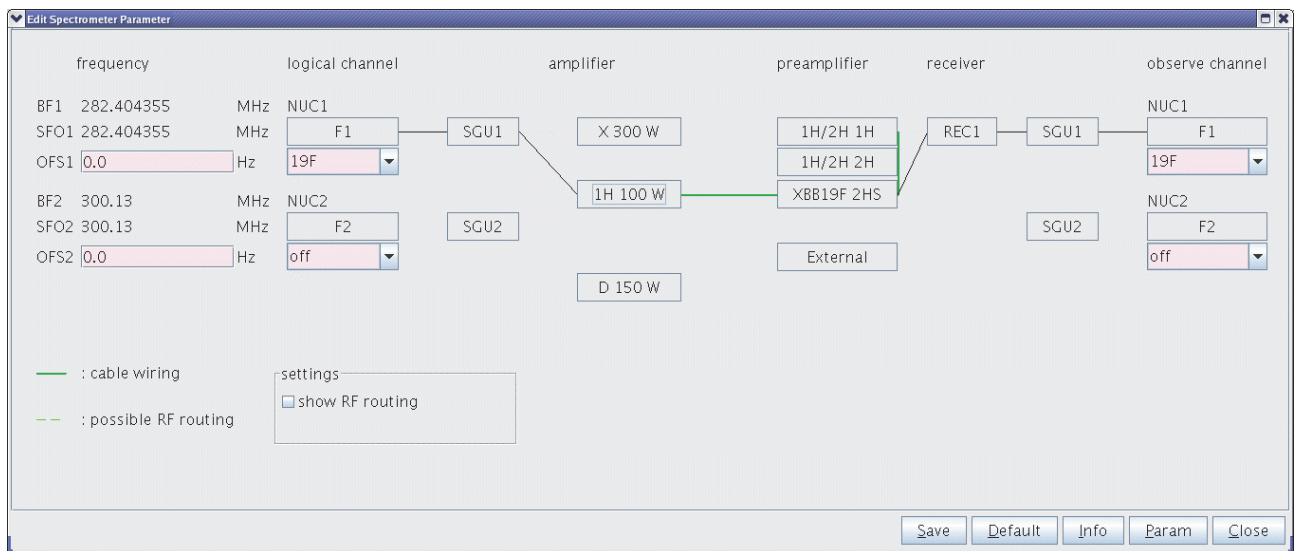 Edit Spectrometer Parameter
frequency logical channel amplifier preamplifier receiver observe channel
BF1 282.404355 MHz NUC1 NUC1
SFO1 282.404355 MHz F1 SGU1 X 300 W 1H/2H 1H REC1 SGU1 F1
OFS1 0.0 Hz 19F 1H/2H 2H 19F
BF2 300.13 MHz NUC2 1H 100 W XBB19F 2HS NUC2
SFO2 300.13 MHz F2 SGU2 SGU2 F2
OFS2 0.0 Hz off External off
D 150 W
: cable wiring settings
show RF routing
: possible RF routing
Save Default Info Param Close